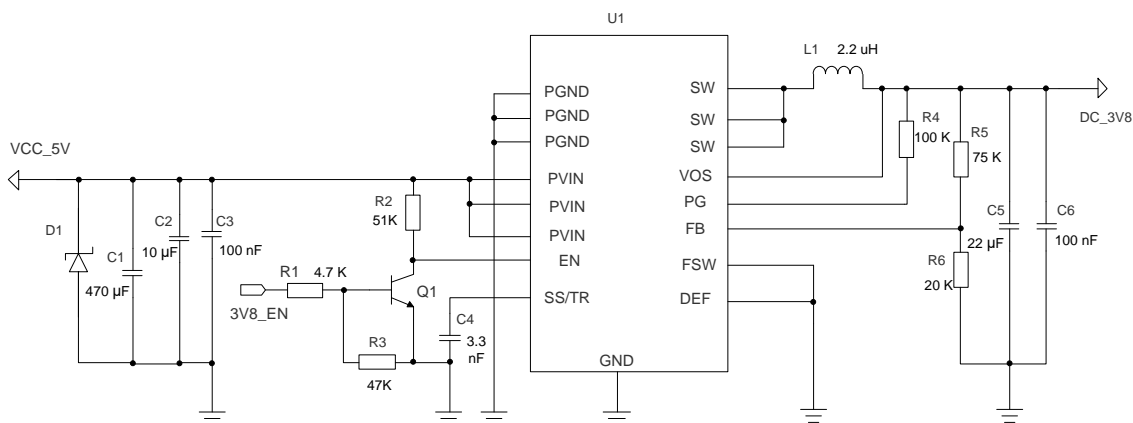 U1
L1
2.2 uH
PGND
PGND
PGND
SW
SW
SW
VOS
PG
FB
FSW
DEF
PVIN
PVIN
PVIN
EN
SS/TR
GND
VCC_5V
D1
C1
470 µF
C2
10 µF
C3
100 nF
R2
51K
R1
4.7 K
3V8_EN
Q1
R3
47K
C4
3.3
nF
R4
100 K
R5
75 K
R6
20 K
C5
22 µF
C6
100 nF
DC_3V8